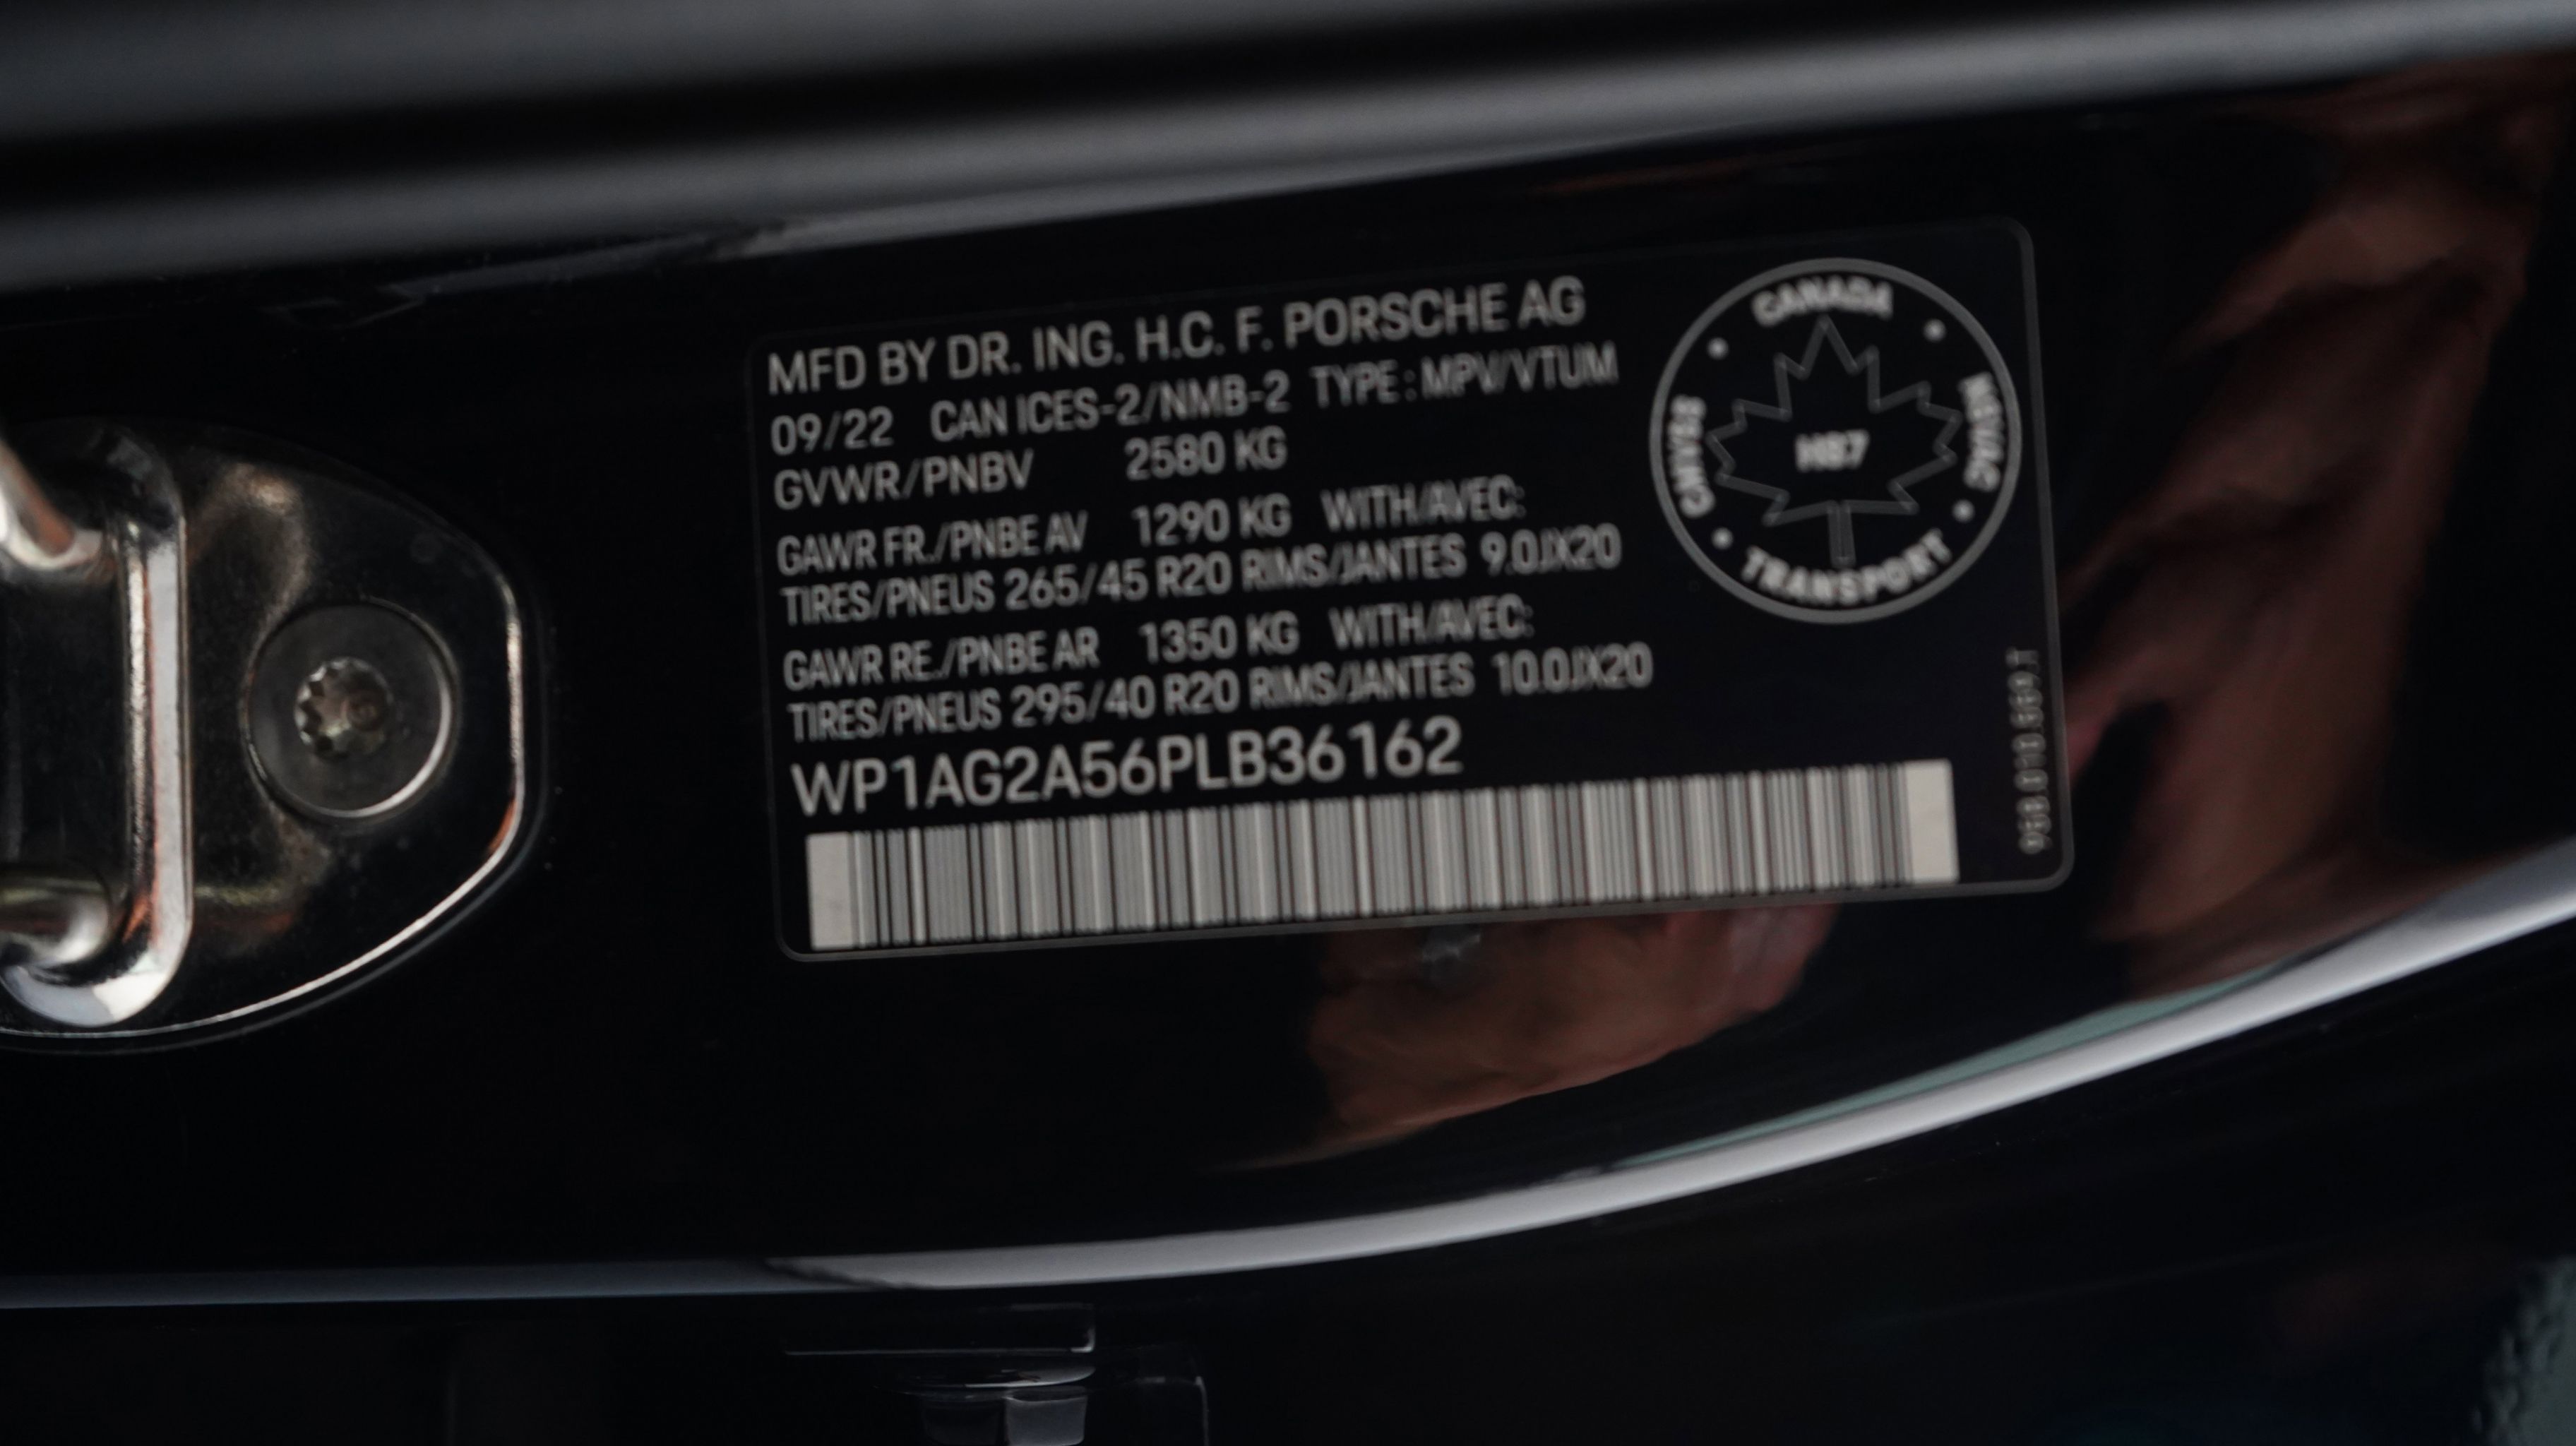 MFD BY DR. ING. H.C. F. PORSCHE AG
09/22 CAN ICES-2/NMB-2 TYPE: MPV/VTUM
GVWR/PNBV 2580 KG
GAWR FR./PNBE AV 1290 KG WITH/AVEC:
TIRES/PNEUS 265/45 R20 RIMS/JANTES 9.0JX20
GAWR RE./PNBE AR 1350 KG WITH/AVEC:
TIRES/PNEUS 295/40 R20 RIMS/JANTES 10.0JX20
WP1AG2A56PLB36162
CANADA
TRANSPORT